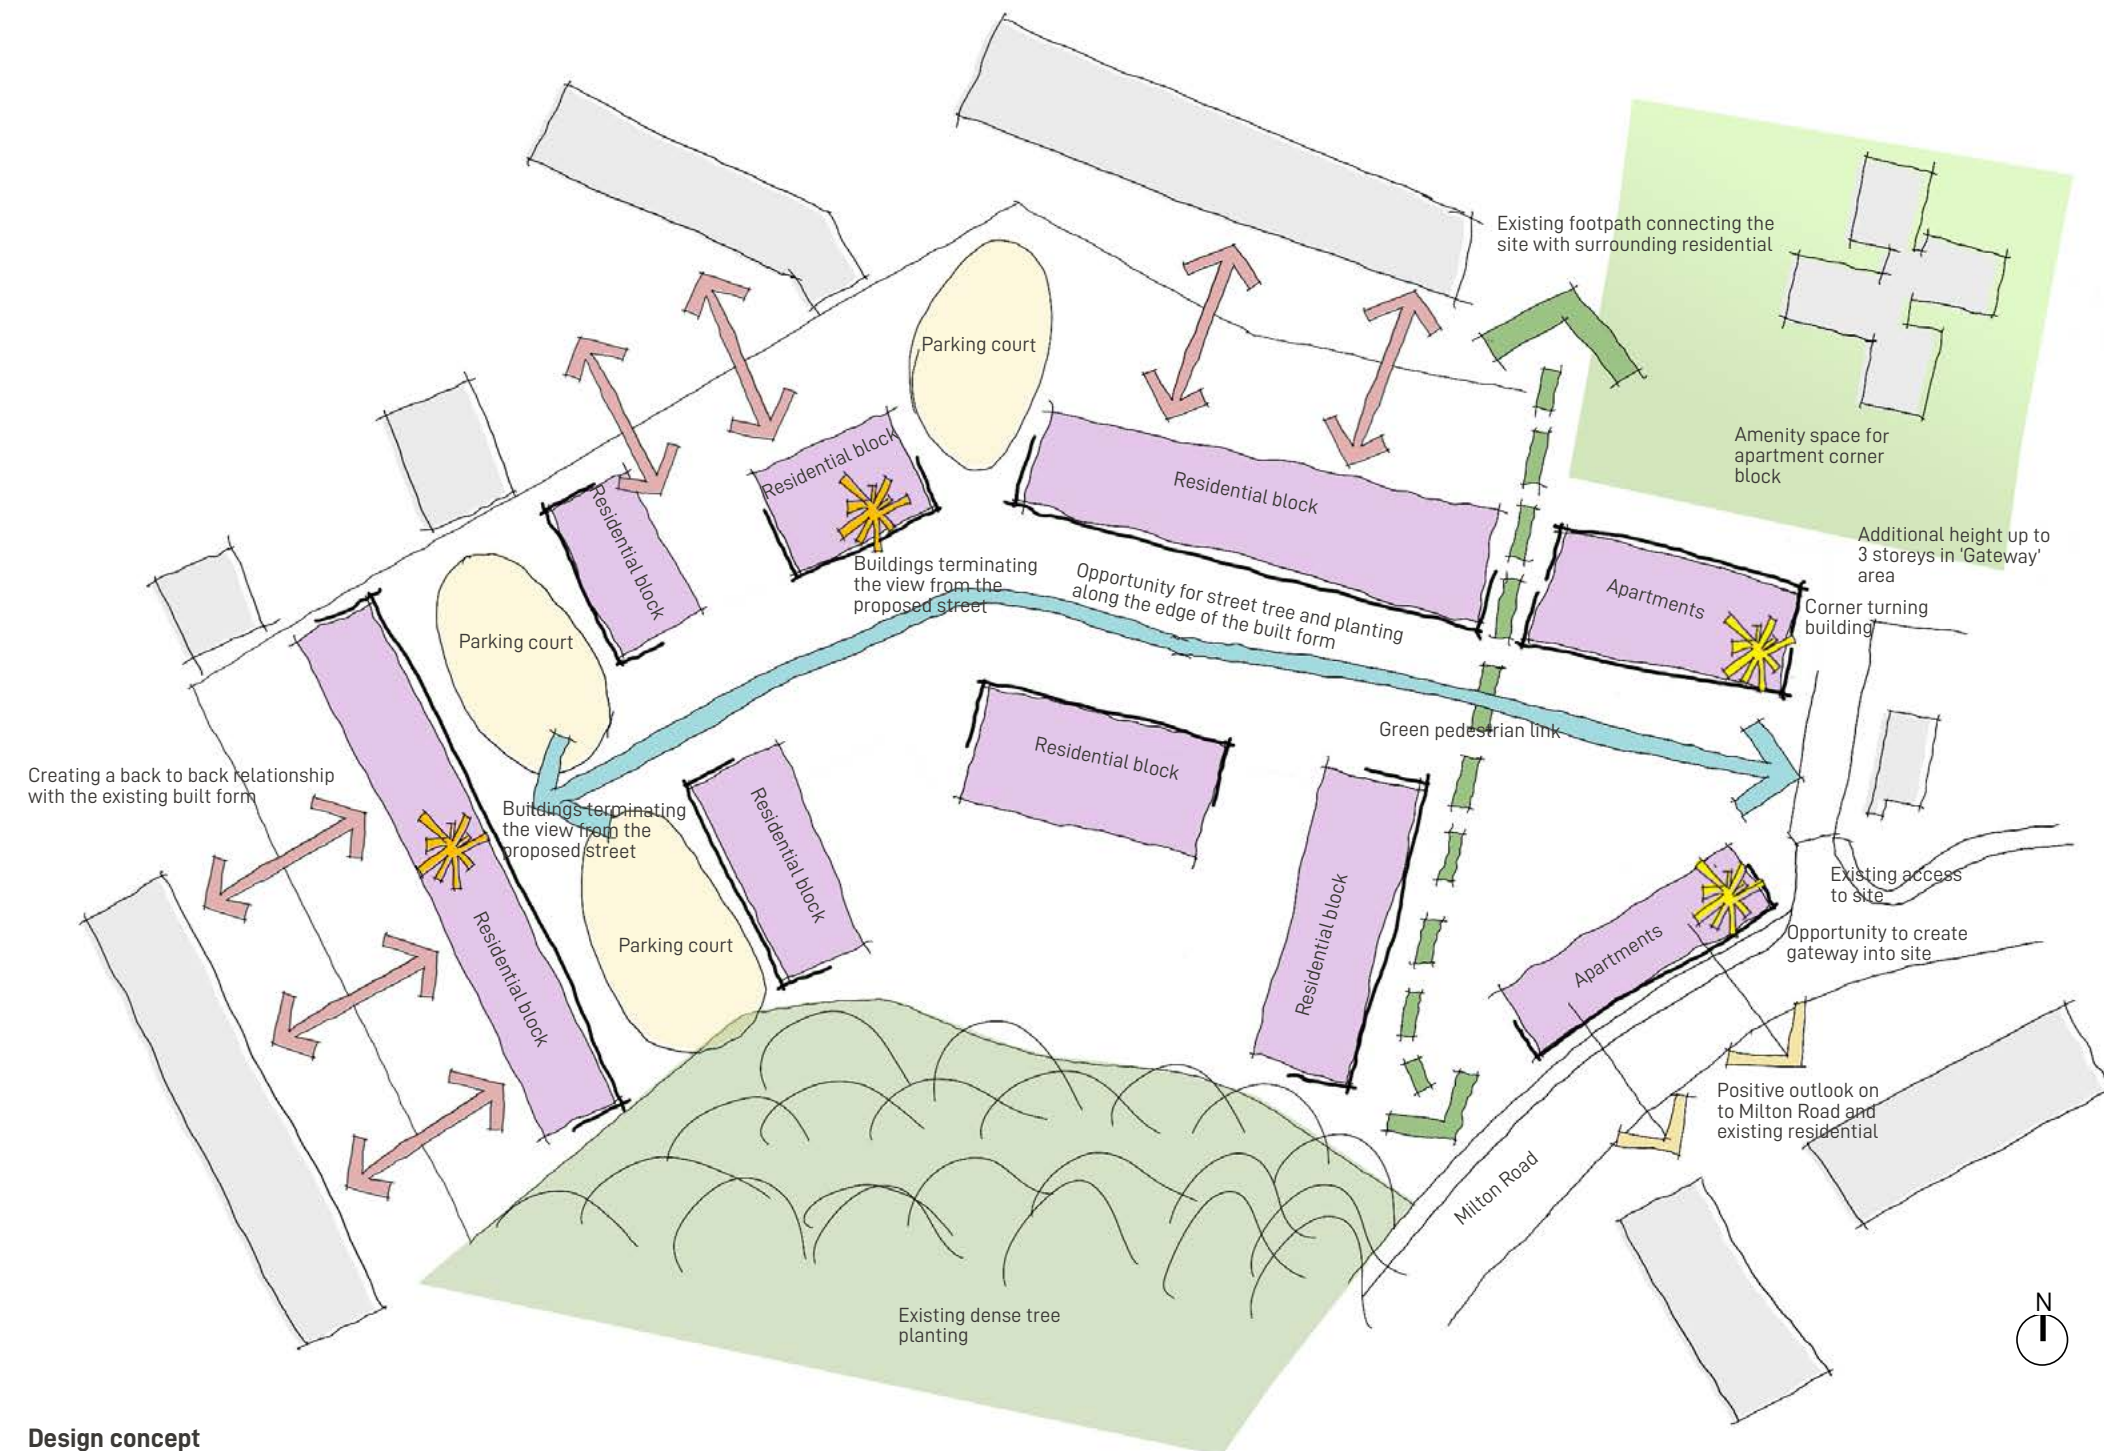 Existing footpath connecting the
site with surrounding residential
Parking court
Amenity space for
apartment corner
block
Residential block
Residential block
Residential block
Additional height up to
3 storeys in 'Gateway'
area
Buildings terminating
the view from the
proposed street
Opportunity for street tree and planting
along the edge of the built form
Apartments
Corner turning
building
Parking court
Green pedestrian link
Residential block
Creating a back to back relationship
with the existing built form
Buildings terminating
the view from the
proposed street
Residential block
Residential block
Existing access
to site
Residential block
Parking court
Apartments
Opportunity to create
gateway into site
Positive outlook on
to Milton Road and
existing residential
Milton Road
Existing dense tree
planting
N
Design concept